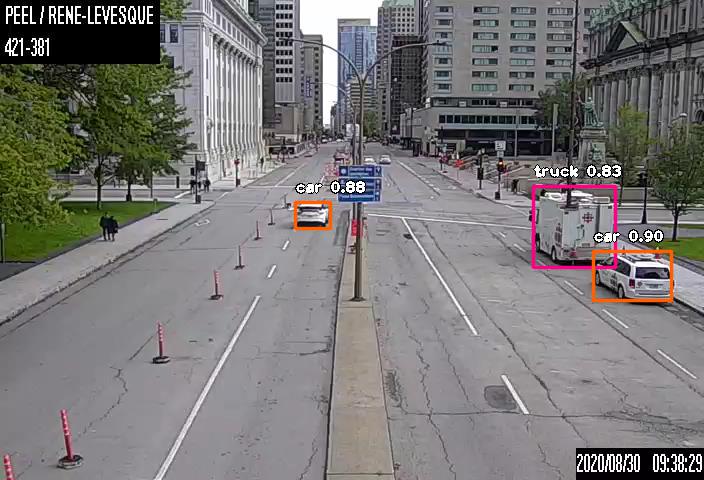 PEEL / RENE-LEVESQUE
421-381
truck 0.83
car 0.88
car 0.90
2020/08/30 09:38:29